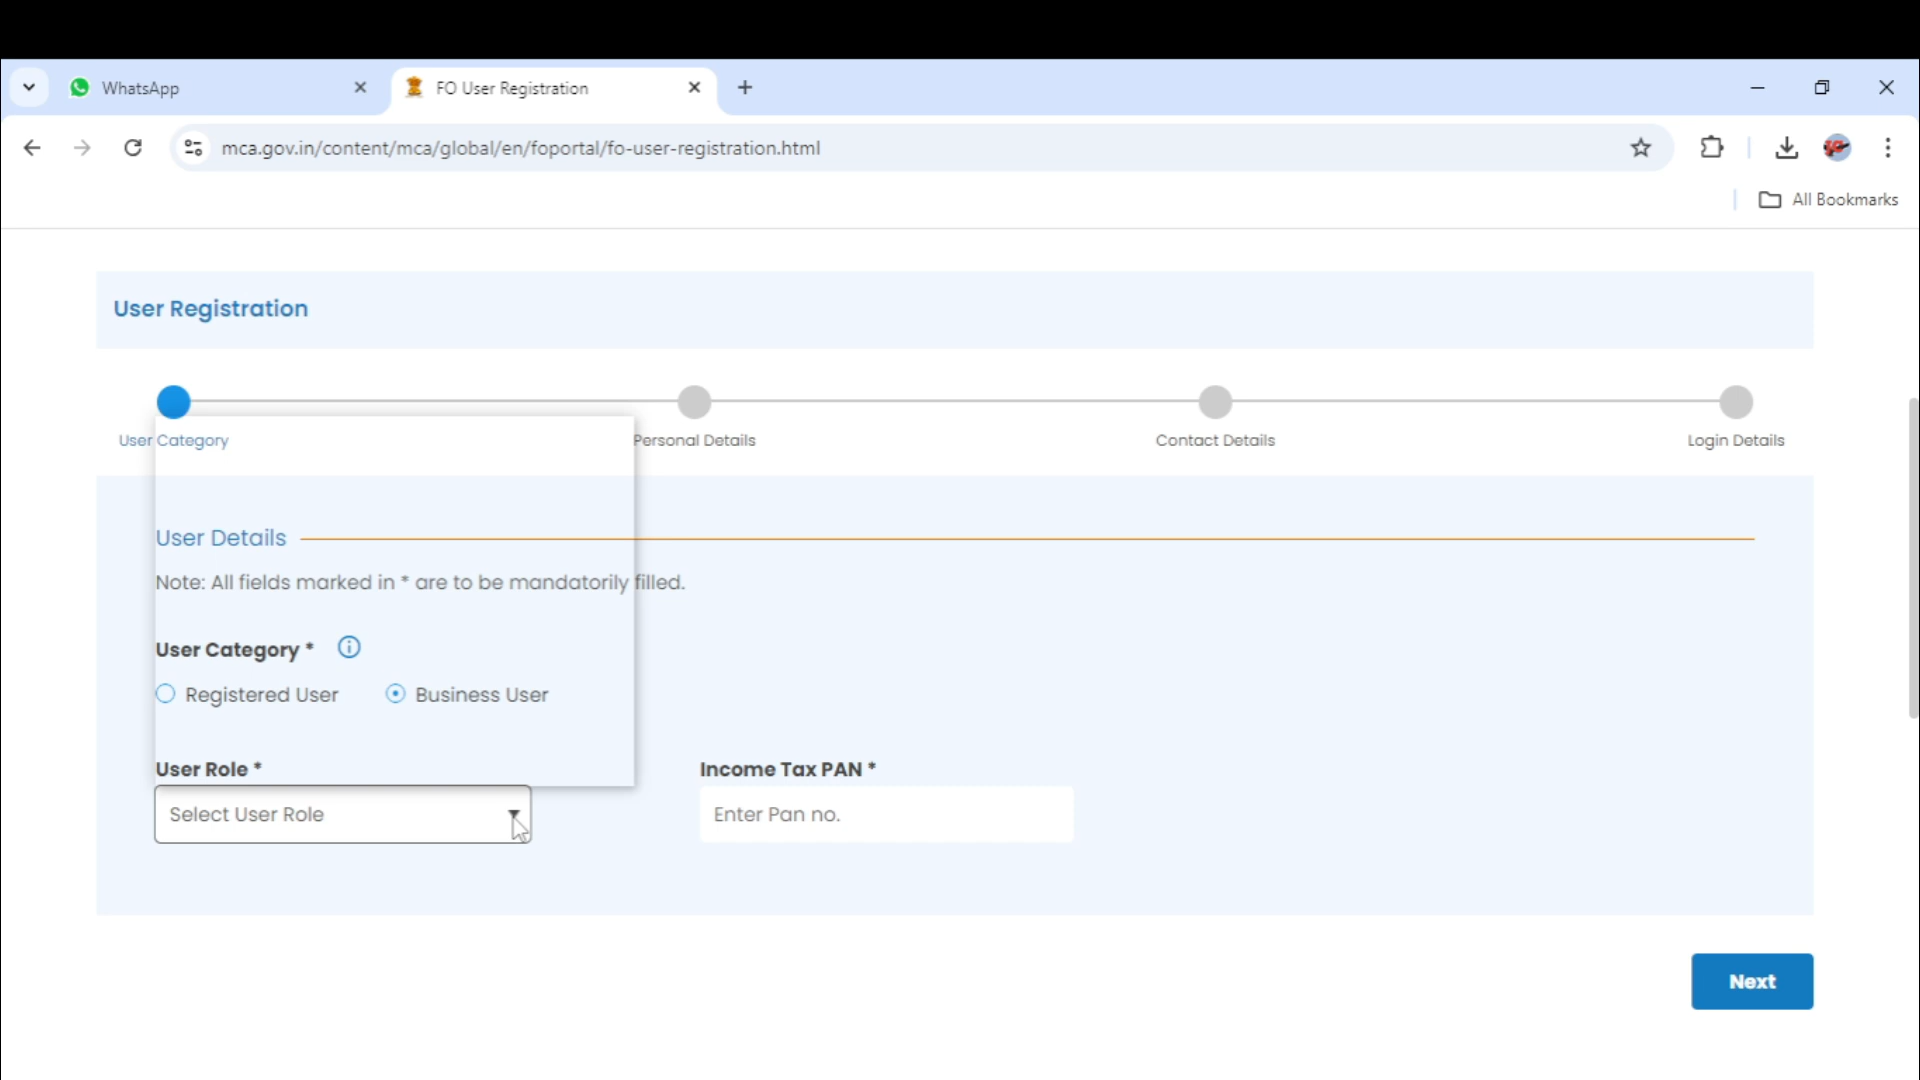 WhatsApp
FO User Registration
mca.gov.in/content/mca/global/en/foportal/fo-user-registration.html
All Bookmarks
User Registration
User Category
Personal Details
Contact Details
Login Details
User Details
Note: All fields marked in * are to be mandatorily filled.
User Category *
Registered User
Business User
User Role *
Income Tax PAN *
Select User Role
Enter Pan no.
Next